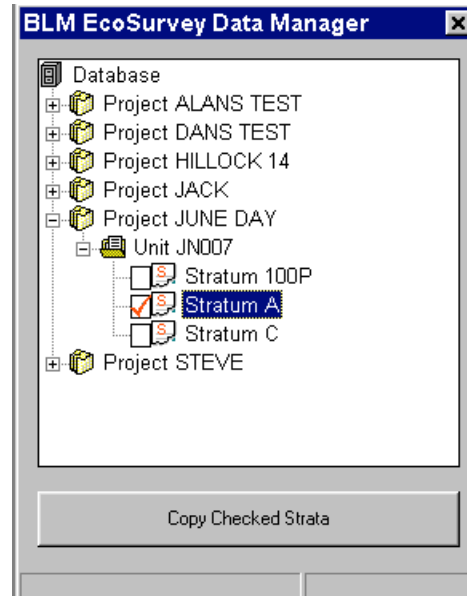 BLM EcoSurvey Data Manager
Database
Project ALANS TEST
Project DANS TEST
Project HILLOCK 14
Project JACK
Project JUNE DAY
Unit JN007
S Stratum 100P
S Stratum A
S Stratum C
Project STEVE
Copy Checked Strata